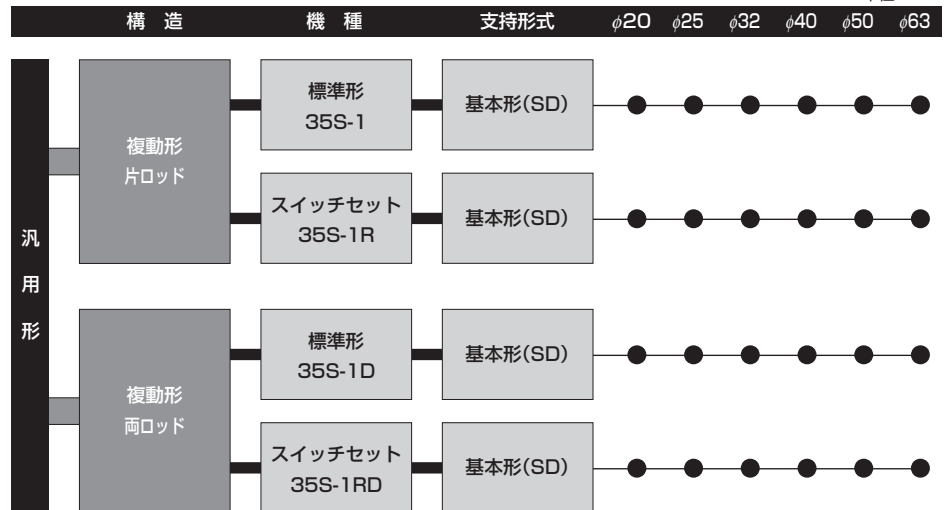 構 造 機 種 支持形式 φ20 φ25 φ32 φ40 φ50 φ63
汎用形
複動形
片ロッド
標準形
35S-1
基本形(SD)
スイッチセット
35S-1R
基本形(SD)
複動形
両ロッド
標準形
35S-1D
基本形(SD)
スイッチセット
35S-1RD
基本形(SD)